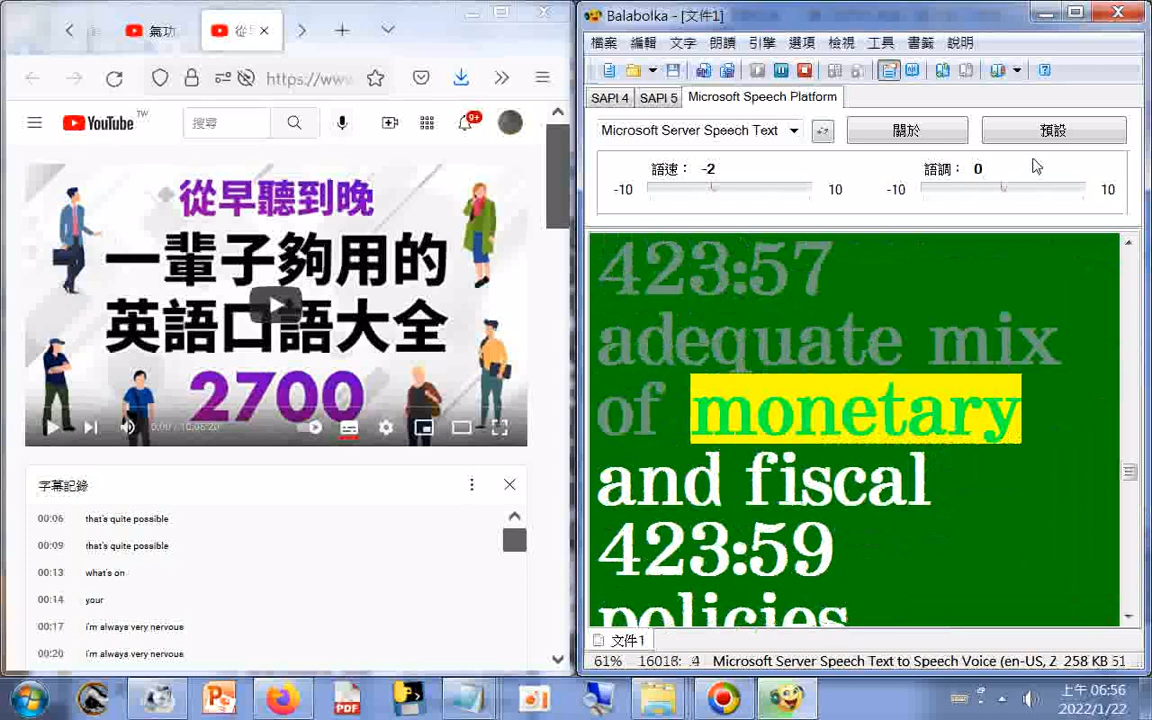 氣功
從!
https://www
YouTube TW
搜尋
9+
從早聽到晚
一輩子夠用的
英語口語大全
2700
字幕記錄
00:06 that's quite possible
00:09 that's quite possible
00:13 what's on
00:14 your
00:17 i'm always very nervous
00:20 i'm always very nervous
Balabolka - [文件1]
檔案 編輯 文字 朗讀 引擎 選項 檢視 工具 書籤 說明
SAPI 4 SAPI 5 Microsoft Speech Platform
Microsoft Server Speech Text 關於 預設
語速： -2 語調： 0
-10 10 -10 10
423:57
adequate mix
of monetary
and fiscal
423:59
policies
文件1
61% 16018: .4 Microsoft Server Speech Text to Speech Voice (en-US, Z 258 KB 51
PDF
上午 06:56
2022/1/22